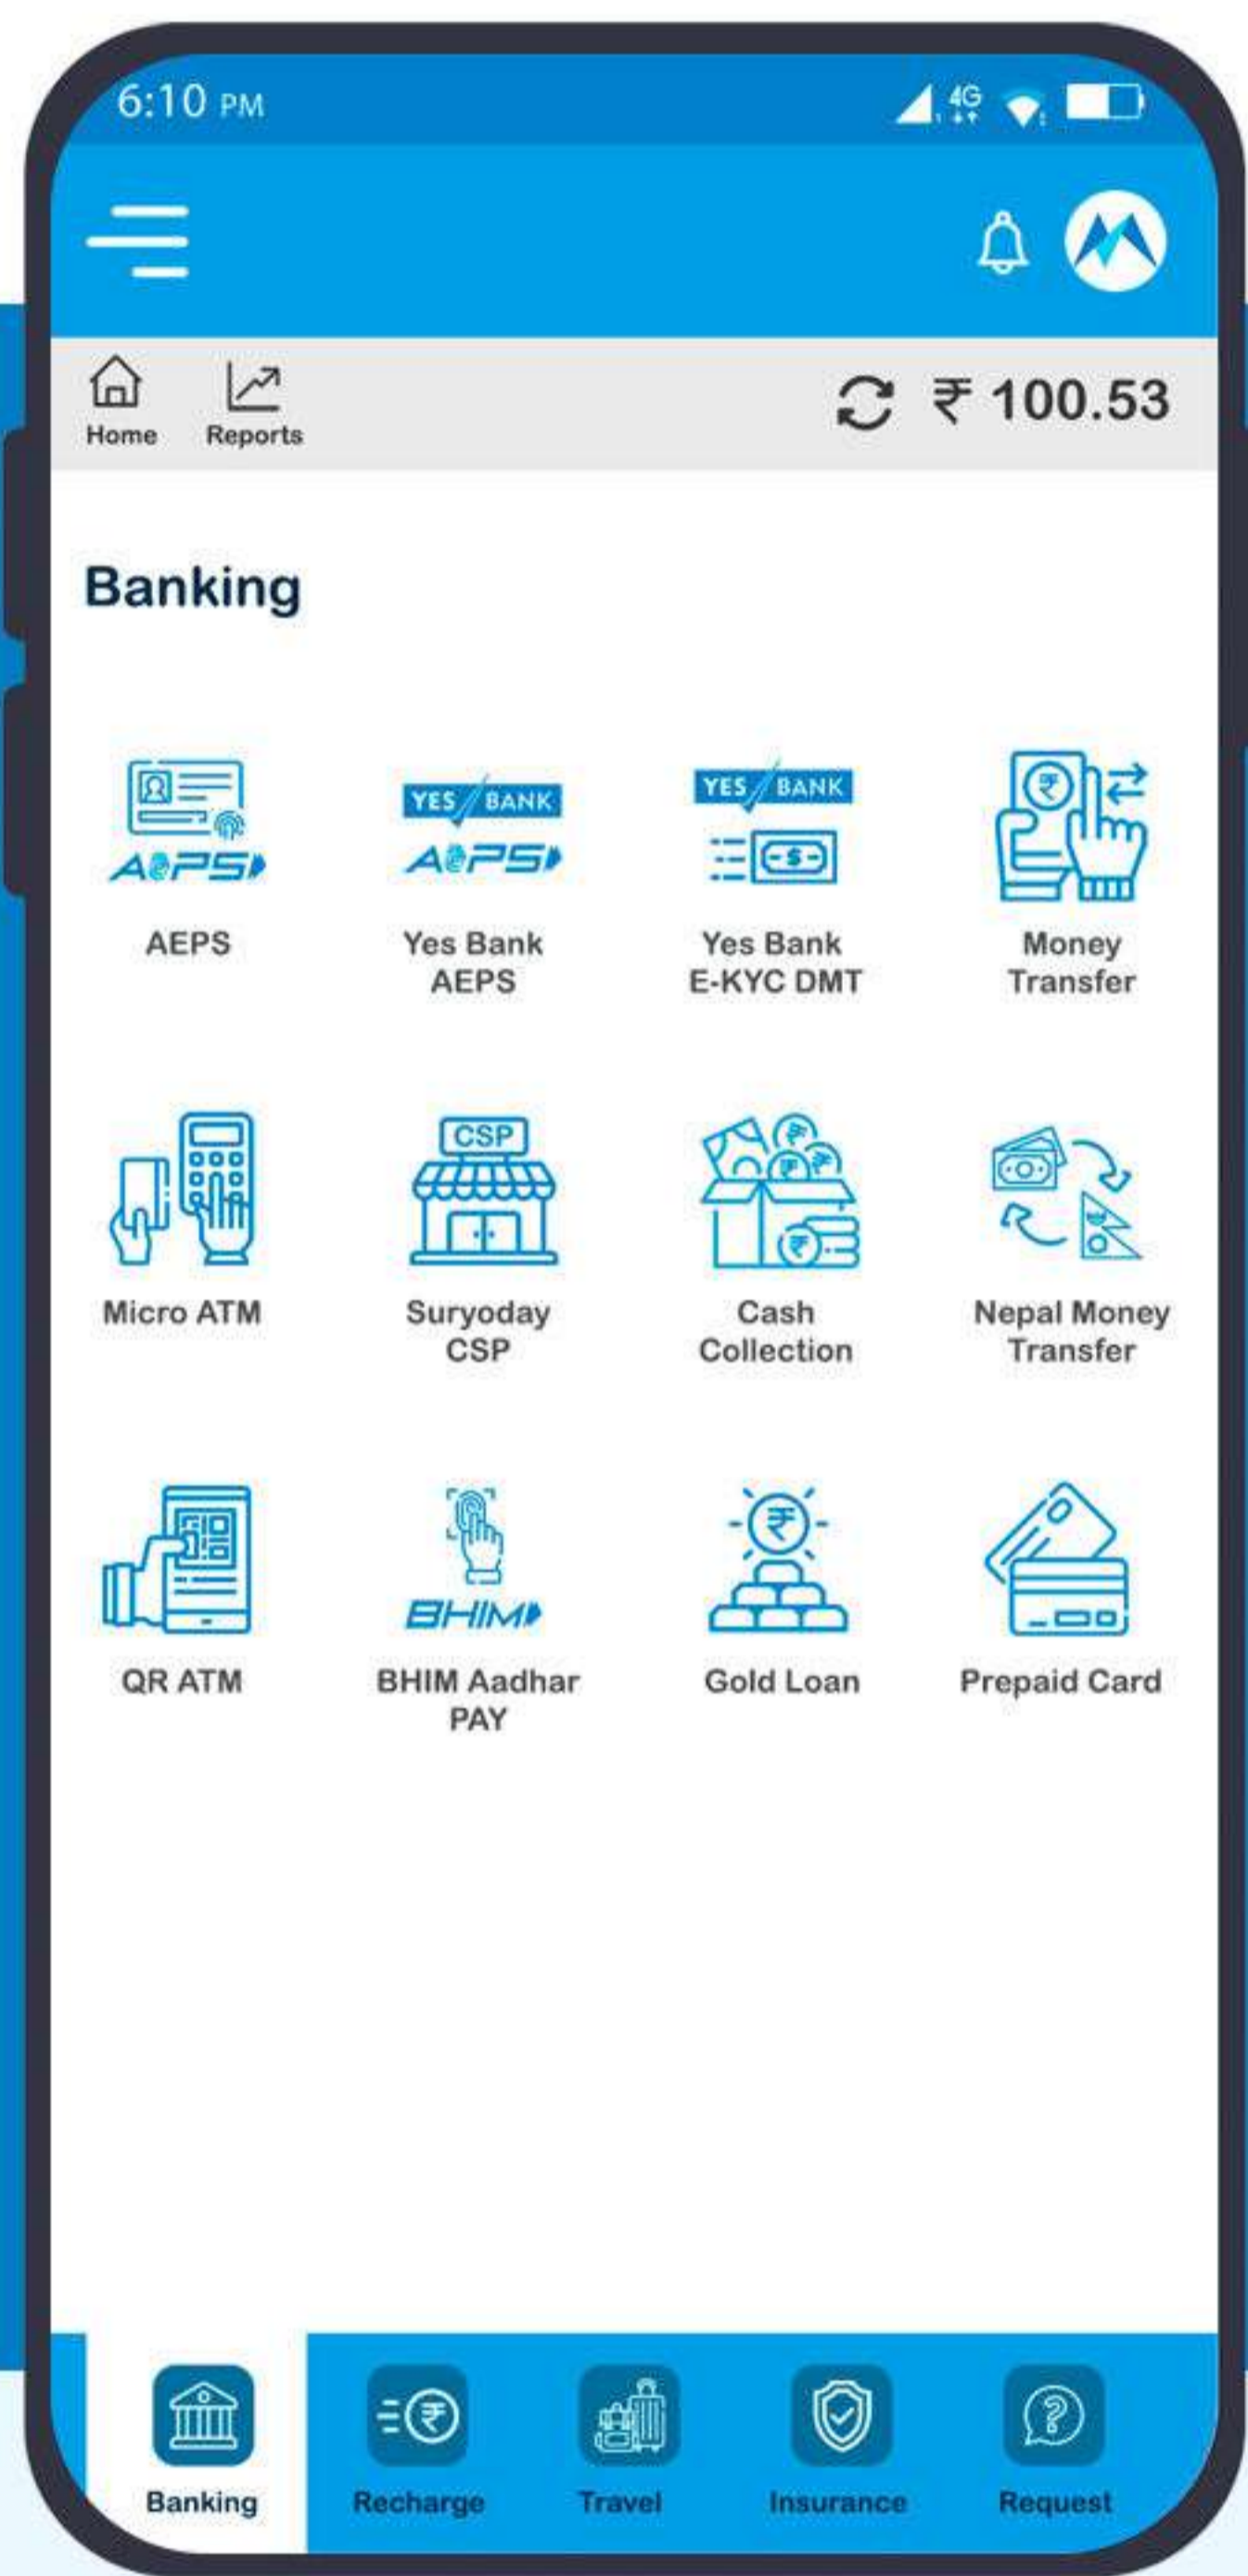 6:10 PM
4G
Home Reports
₹ 100.53
Banking
YES BANK
YES BANK
AePS
AePS
AEPS
Yes Bank
AEPS
Yes Bank
E-KYC DMT
Money
Transfer
CSP
Micro ATM
Suryoday
CSP
Cash
Collection
Nepal Money
Transfer
BHIM
QR ATM
BHIM Aadhar
PAY
Gold Loan
Prepaid Card
Banking
Recharge
Travel
Insurance
Request